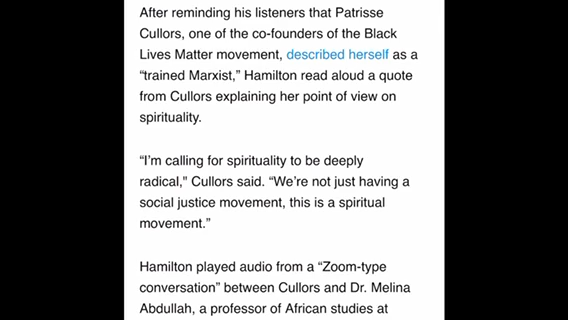 After reminding his listeners that Patrisse
Cullors, one of the co-founders of the Black
Lives Matter movement, described herself as a
“trained Marxist,” Hamilton read aloud a quote
from Cullors explaining her point of view on
spirituality.
“I’m calling for spirituality to be deeply
radical," Cullors said. “We’re not just having a
social justice movement, this is a spiritual
movement.”
Hamilton played audio from a “Zoom-type
conversation” between Cullors and Dr. Melina
Abdullah, a professor of African studies at